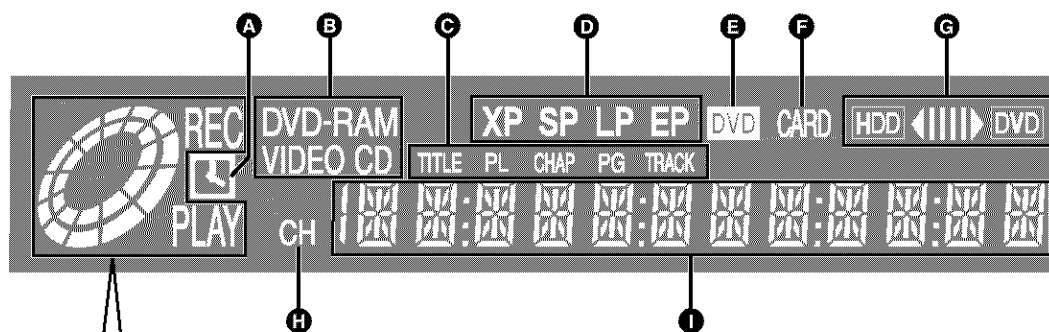 A B C D E F G
REC DVD-RAM XP SP LP EP DVD CARD HDD DVD
VIDEO CD TITLE PL CHAP PG TRACK
PLAY CH
H I